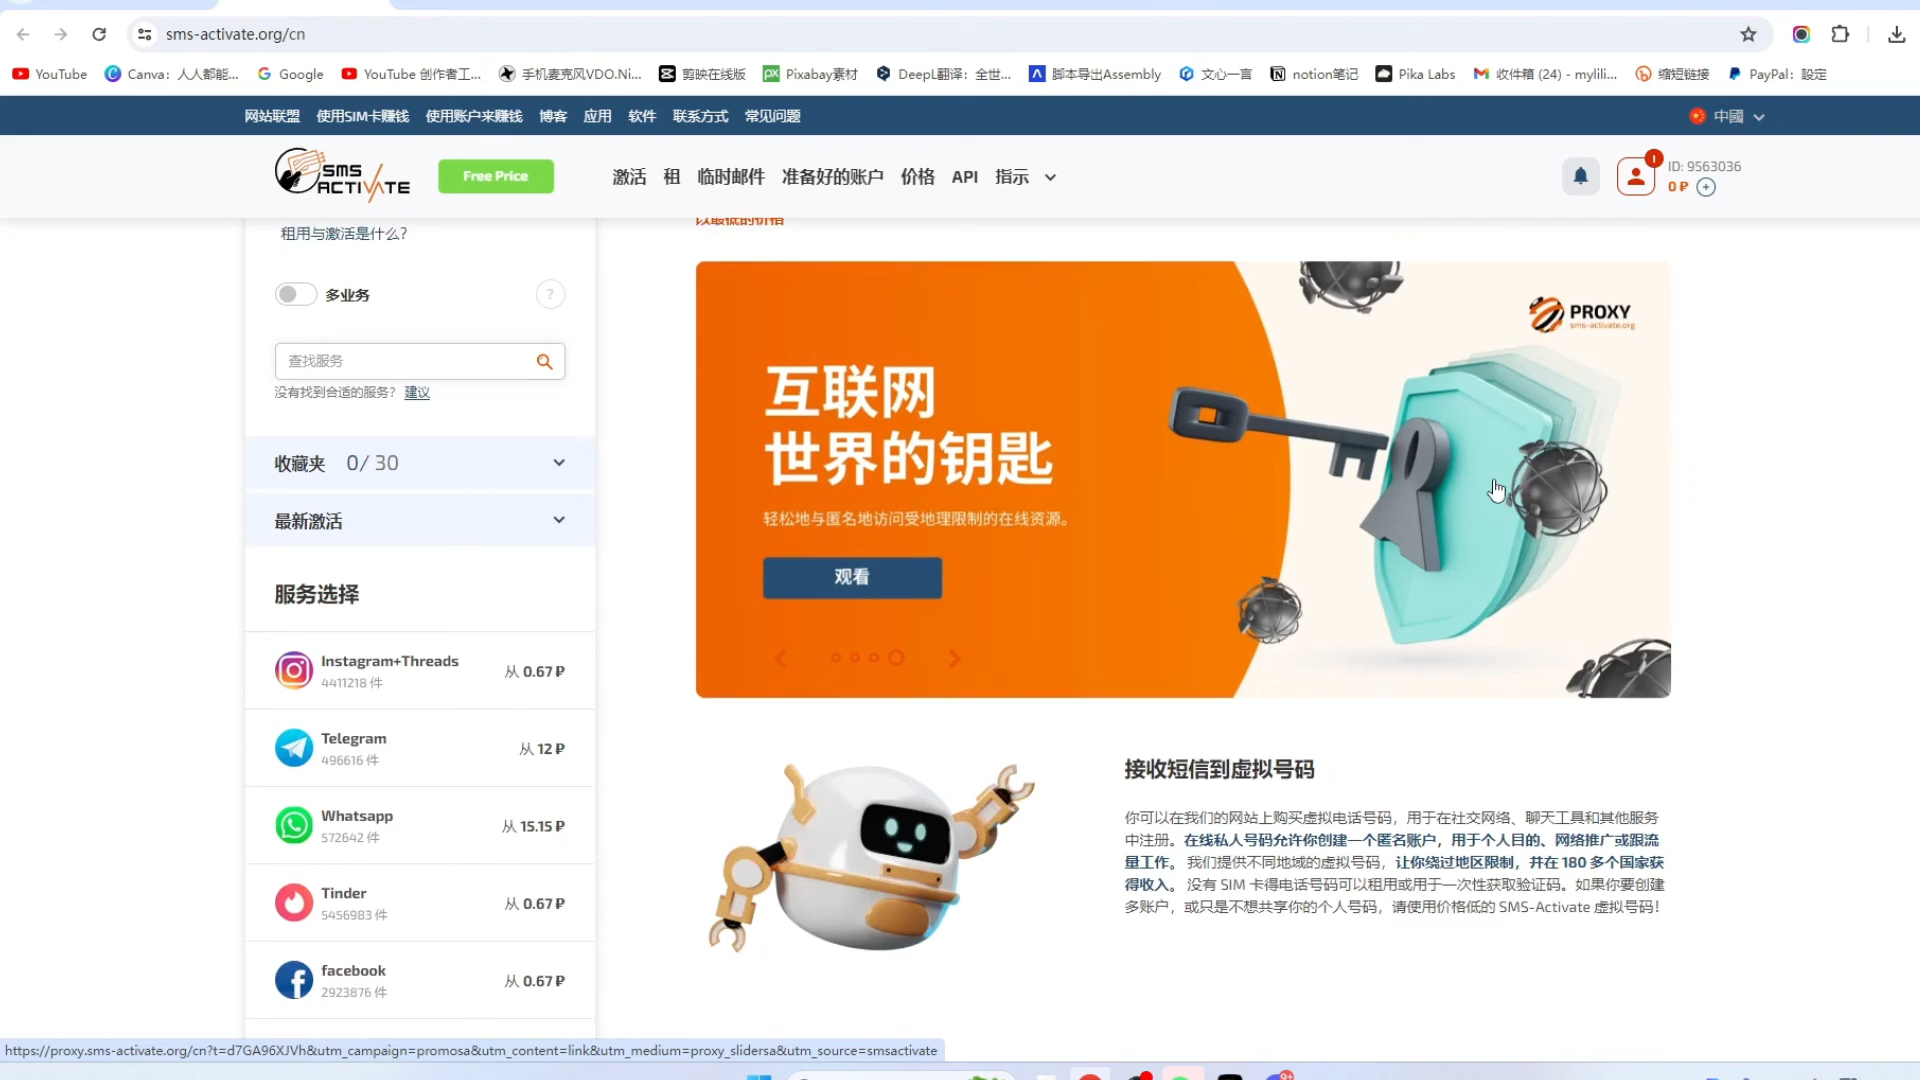 sms-activate.org/cn
YouTube
Canva：人人都能...
Google
YouTube 创作者工...
手机麦克风VDO.Ni...
剪映在线版
Pixabay素材
DeepL翻译：全世...
脚本导出Assembly
文心一言
notion笔记
Pika Labs
收件箱 (24) - mylili...
缩短链接
PayPal：設定
网站联盟 使用SIM卡赚钱 使用账户来赚钱 博客 应用 软件 联系方式 常见问题
中國
SMS ACTIVATE
Free Price
激活 租 临时邮件 准备好的账户 价格 API 指示
ID: 9563036
0 ₽
租用与激活是什么?
以最低的价格
多业务
?
查找服务
没有找到合适的服务? 建议
收藏夹 0/ 30
最新激活
服务选择
Instagram+Threads
4411218 件
从 0.67 ₽
Telegram
496616 件
从 12 ₽
Whatsapp
572642 件
从 15.15 ₽
Tinder
5456983 件
从 0.67 ₽
facebook
2923876 件
从 0.67 ₽
PROXY
sms-activate.org
互联网
世界的钥匙
轻松地与匿名地访问受地理限制的在线资源。
观看
接收短信到虚拟号码
你可以在我们的网站上购买虚拟电话号码，用于在社交网络、聊天工具和其他服务
中注册。在线私人号码允许你创建一个匿名账户，用于个人目的、网络推广或跟流
量工作。 我们提供不同地域的虚拟号码，让你绕过地区限制，并在 180 多个国家获
得收入。 没有 SIM 卡得电话号码可以租用或用于一次性获取验证码。如果你要创建
多账户，或只是不想共享你的个人号码，请使用价格低的 SMS-Activate 虚拟号码！
https://proxy.sms-activate.org/cn?t=d7GA96XJVh&utm_campaign=promosa&utm_content=link&utm_medium=proxy_slidersa&utm_source=smsactivate
9+